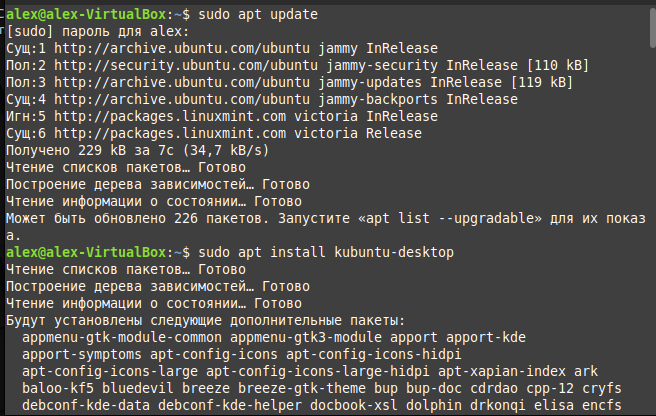 alex@alex-VirtualBox:~$ sudo apt update
[sudo] пароль для alex:
Сущ:1 http://archive.ubuntu.com/ubuntu jammy InRelease
Пол:2 http://security.ubuntu.com/ubuntu jammy-security InRelease [110 kB]
Пол:3 http://archive.ubuntu.com/ubuntu jammy-updates InRelease [119 kB]
Сущ:4 http://archive.ubuntu.com/ubuntu jammy-backports InRelease
Игн:5 http://packages.linuxmint.com victoria InRelease
Сущ:6 http://packages.linuxmint.com victoria Release
Получено 229 kB за 7с (34,7 kB/s)
Чтение списков пакетов… Готово
Построение дерева зависимостей… Готово
Чтение информации о состоянии… Готово
Может быть обновлено 226 пакетов. Запустите «apt list --upgradable» для их показ
а.
alex@alex-VirtualBox:~$ sudo apt install kubuntu-desktop
Чтение списков пакетов… Готово
Построение дерева зависимостей… Готово
Чтение информации о состоянии… Готово
Будут установлены следующие дополнительные пакеты:
  appmenu-gtk-module-common appmenu-gtk3-module apport apport-kde
  apport-symptoms apt-config-icons apt-config-icons-hidpi
  apt-config-icons-large apt-config-icons-large-hidpi apt-xapian-index ark
  baloo-kf5 bluedevil breeze breeze-gtk-theme bup bup-doc cdrdao cpp-12 cryfs
  debconf-kde-data debconf-kde-helper docbook-xsl dolphin drkonqi elisa encfs